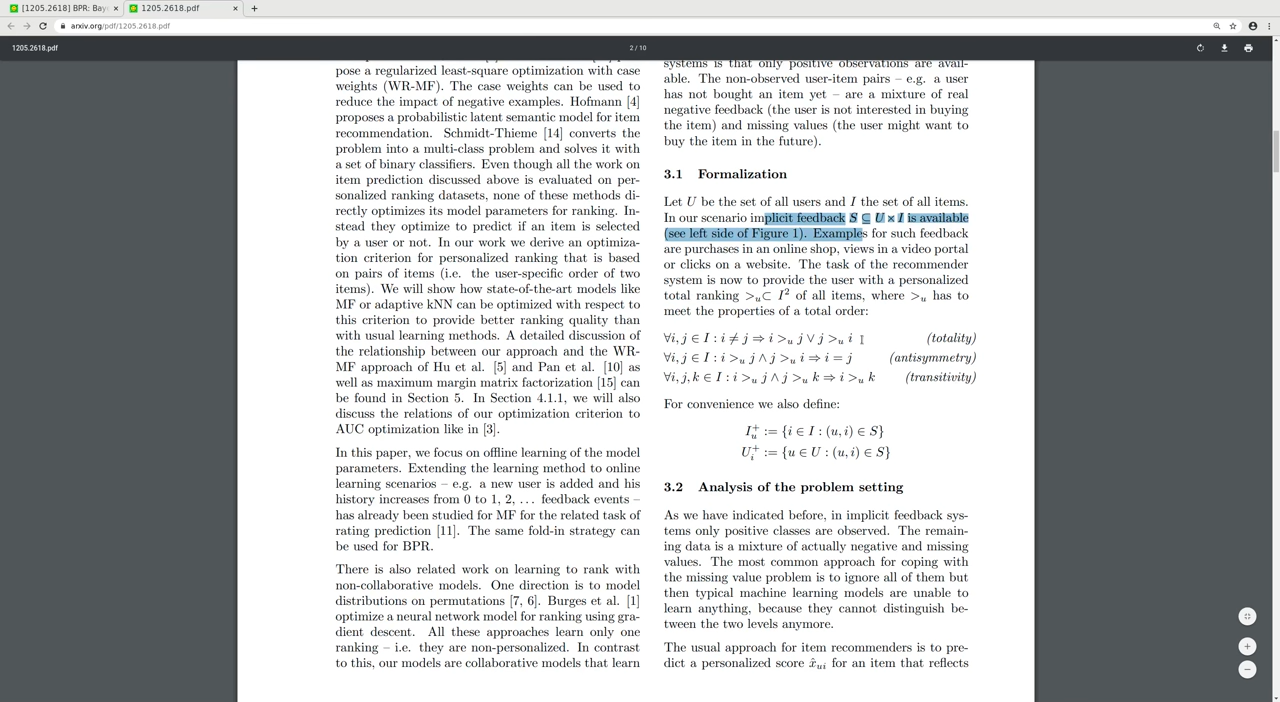 [1205.2618] BPR: Bay
1205.2618.pdf
arxiv.org/pdf/1205.2618.pdf
1205.2618.pdf
2 / 10
pose a regularized least-square optimization with case
weights (WR-MF). The case weights can be used to
reduce the impact of negative examples. Hofmann [4]
proposes a probabilistic latent semantic model for item
recommendation. Schmidt-Thieme [14] converts the
problem into a multi-class problem and solves it with
a set of binary classifiers. Even though all the work on
item prediction discussed above is evaluated on per-
sonalized ranking datasets, none of these methods di-
rectly optimizes its model parameters for ranking. In-
stead they optimize to predict if an item is selected
by a user or not. In our work we derive an optimiza-
tion criterion for personalized ranking that is based
on pairs of items (i.e. the user-specific order of two
items). We will show how state-of-the-art models like
MF or adaptive kNN can be optimized with respect to
this criterion to provide better ranking quality than
with usual learning methods. A detailed discussion of
the relationship between our approach and the WR-
MF approach of Hu et al. [5] and Pan et al. [10] as
well as maximum margin matrix factorization [15] can
be found in Section 5. In Section 4.1.1, we will also
discuss the relations of our optimization criterion to
AUC optimization like in [3].
In this paper, we focus on offline learning of the model
parameters. Extending the learning method to online
learning scenarios – e.g. a new user is added and his
history increases from 0 to 1, 2, ... feedback events –
has already been studied for MF for the related task of
rating prediction [11]. The same fold-in strategy can
be used for BPR.
There is also related work on learning to rank with
non-collaborative models. One direction is to model
distributions on permutations [7, 6]. Burges et al. [1]
optimize a neural network model for ranking using gra-
dient descent. All these approaches learn only one
ranking – i.e. they are non-personalized. In contrast
to this, our models are collaborative models that learn
systems is that only positive observations are avail-
able. The non-observed user-item pairs – e.g. a user
has not bought an item yet – are a mixture of real
negative feedback (the user is not interested in buying
the item) and missing values (the user might want to
buy the item in the future).
3.1 Formalization
Let U be the set of all users and I the set of all items.
In our scenario implicit feedback S ⊆ U × I is available
(see left side of Figure 1). Examples for such feedback
are purchases in an online shop, views in a video portal
or clicks on a website. The task of the recommender
system is now to provide the user with a personalized
total ranking >u⊂ I² of all items, where >u has to
meet the properties of a total order:
∀i, j ∈ I : i ≠ j ⇒ i >u j ∨ j >u i (totality)
∀i, j ∈ I : i >u j ∧ j >u i ⇒ i = j (antisymmetry)
∀i, j, k ∈ I : i >u j ∧ j >u k ⇒ i >u k (transitivity)
For convenience we also define:
I_u^+ := {i ∈ I : (u, i) ∈ S}
U_i^+ := {u ∈ U : (u, i) ∈ S}
3.2 Analysis of the problem setting
As we have indicated before, in implicit feedback sys-
tems only positive classes are observed. The remain-
ing data is a mixture of actually negative and missing
values. The most common approach for coping with
the missing value problem is to ignore all of them but
then typical machine learning models are unable to
learn anything, because they cannot distinguish be-
tween the two levels anymore.
The usual approach for item recommenders is to pre-
dict a personalized score x̂ui for an item that reflects